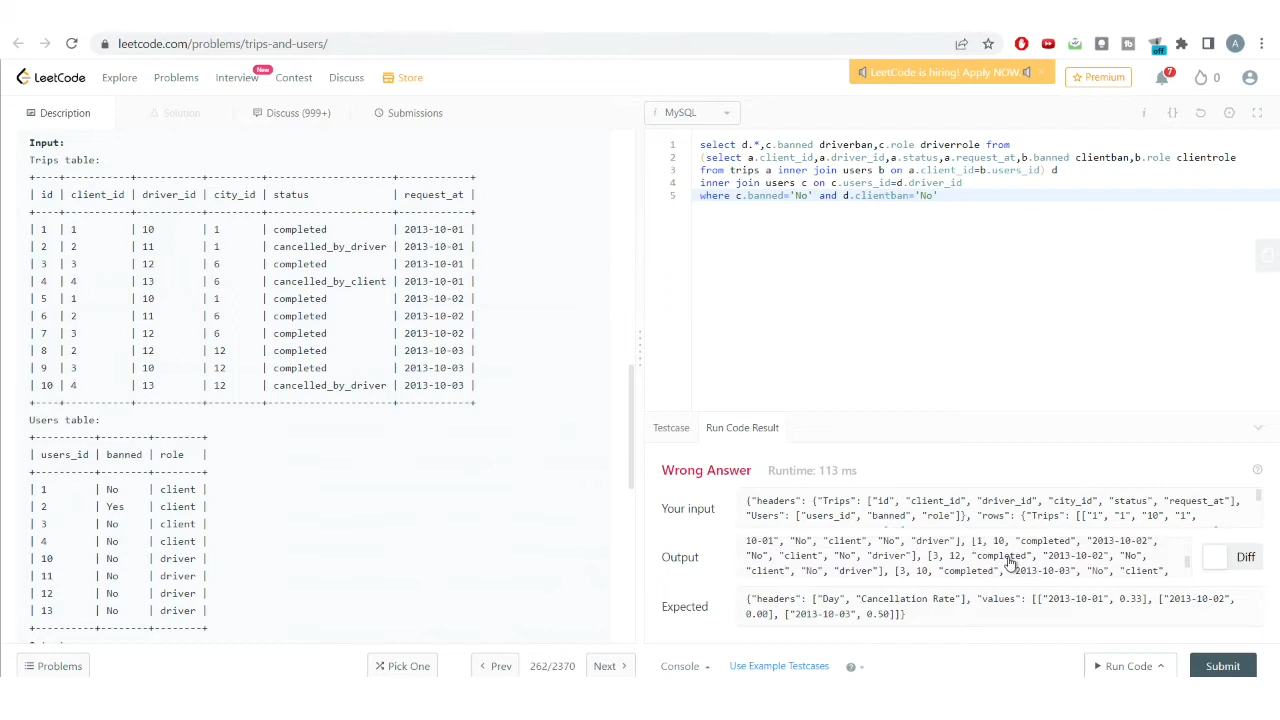 leetcode.com/problems/trips-and-users/
off
A
LeetCode Explore Problems Interview New Contest Discuss Store
LeetCode is hiring! Apply NOW.
Premium 7 0
Description Solution Discuss (999+) Submissions
i MySQL
Input:
Trips table:
+----+-----------+-----------+---------+---------------------+------------+
| id | client_id | driver_id | city_id | status | request_at |
+----+-----------+-----------+---------+---------------------+------------+
| 1 | 1 | 10 | 1 | completed | 2013-10-01 |
| 2 | 2 | 11 | 1 | cancelled_by_driver | 2013-10-01 |
| 3 | 3 | 12 | 6 | completed | 2013-10-01 |
| 4 | 4 | 13 | 6 | cancelled_by_client | 2013-10-01 |
| 5 | 1 | 10 | 1 | completed | 2013-10-02 |
| 6 | 2 | 11 | 6 | completed | 2013-10-02 |
| 7 | 3 | 12 | 6 | completed | 2013-10-02 |
| 8 | 2 | 12 | 12 | completed | 2013-10-03 |
| 9 | 3 | 10 | 12 | completed | 2013-10-03 |
| 10 | 4 | 13 | 12 | cancelled_by_driver | 2013-10-03 |
+----+-----------+-----------+---------+---------------------+------------+
Users table:
+----------+--------+--------+
| users_id | banned | role |
+----------+--------+--------+
| 1 | No | client |
| 2 | Yes | client |
| 3 | No | client |
| 4 | No | client |
| 10 | No | driver |
| 11 | No | driver |
| 12 | No | driver |
| 13 | No | driver |
+----------+--------+--------+
1 select d.*,c.banned driverban,c.role driverrole from
2 (select a.client_id,a.driver_id,a.status,a.request_at,b.banned clientban,b.role clientrole
3 from trips a inner join users b on a.client_id=b.users_id) d
4 inner join users c on c.users_id=d.driver_id
5 where c.banned='No' and d.clientban='No'
Testcase Run Code Result
Wrong Answer Runtime: 113 ms
Your input
{"headers": {"Trips": ["id", "client_id", "driver_id", "city_id", "status", "request_at"],
"Users": ["users_id", "banned", "role"]}, "rows": {"Trips": [["1", "1", "10", "1",
Output
10-01", "No", "client", "No", "driver"], [1, 10, "completed", "2013-10-02",
"No", "client", "No", "driver"], [3, 12, "completed", "2013-10-02", "No",
"client", "No", "driver"], [3, 10, "completed", "2013-10-03", "No", "client",
Diff
Expected
{"headers": ["Day", "Cancellation Rate"], "values": [["2013-10-01", 0.33], ["2013-10-02",
0.00], ["2013-10-03", 0.50]]}
Problems Pick One Prev 262/2370 Next Console Use Example Testcases Run Code Submit